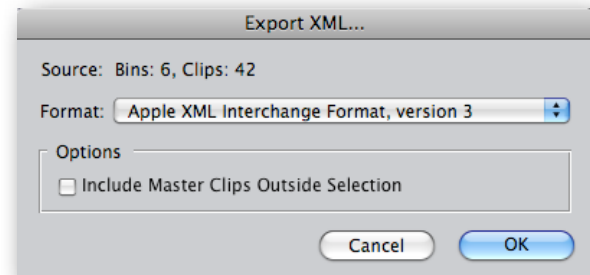 Export XML...
Source: Bins: 6, Clips: 42
Format: Apple XML Interchange Format, version 3
Options
Include Master Clips Outside Selection
Cancel OK